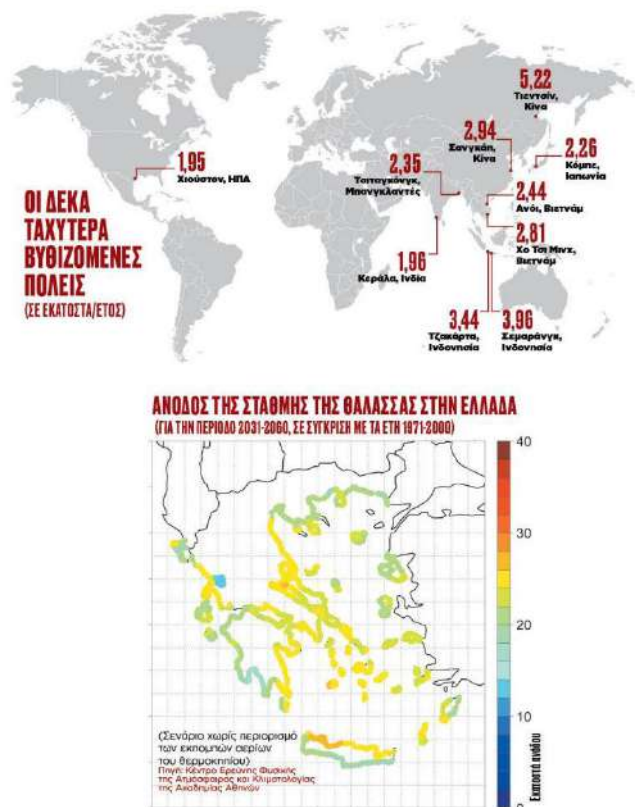 5,22
Τιεντσίν,
Κίνα
2,94
Σανγκάη,
Κίνα
2,26
Κόμπε,
Ιαπωνία
1,95
Χιούστον, ΗΠΑ
2,35
Τσιταγκόνγκ,
Μπανγκλαντές
2,44
Ανόι, Βιετνάμ
2,81
Χο Τσι Μινχ,
Βιετνάμ
1,96
Κεράλα, Ινδία
3,44
Τζακάρτα,
Ινδονησία
3,96
Σεμαράνγκ,
Ινδονησία
ΟΙ ΔΕΚΑ
ΤΑΧΥΤΕΡΑ
ΒΥΘΙΖΟΜΕΝΕΣ
ΠΟΛΕΙΣ
(ΣΕ ΕΚΑΤΟΣΤΑ/ΕΤΟΣ)
ΑΝΟΔΟΣ ΤΗΣ ΣΤΑΘΜΗΣ ΤΗΣ ΘΑΛΑΣΣΑΣ ΣΤΗΝ ΕΛΛΑΔΑ
(ΓΙΑ ΤΗΝ ΠΕΡΙΟΔΟ 2031-2060, ΣΕ ΣΥΓΚΡΙΣΗ ΜΕ ΤΑ ΕΤΗ 1971-2000)
40
30
20
10
0
Εκατοστά ανόδου
(Σενάριο χωρίς περιορισμό
των εκπομπών αερίων
του θερμοκηπίου)
Πηγή: Κέντρο Ερεύνης Φυσικής
της Ατμόσφαιρας και Κλιματολογίας
της Ακαδημίας Αθηνών